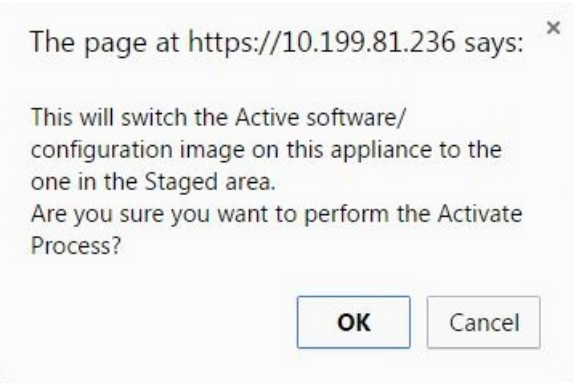 The page at https://10.199.81.236 says:
×
This will switch the Active software/
configuration image on this appliance to the
one in the Staged area.
Are you sure you want to perform the Activate
Process?
OK
Cancel